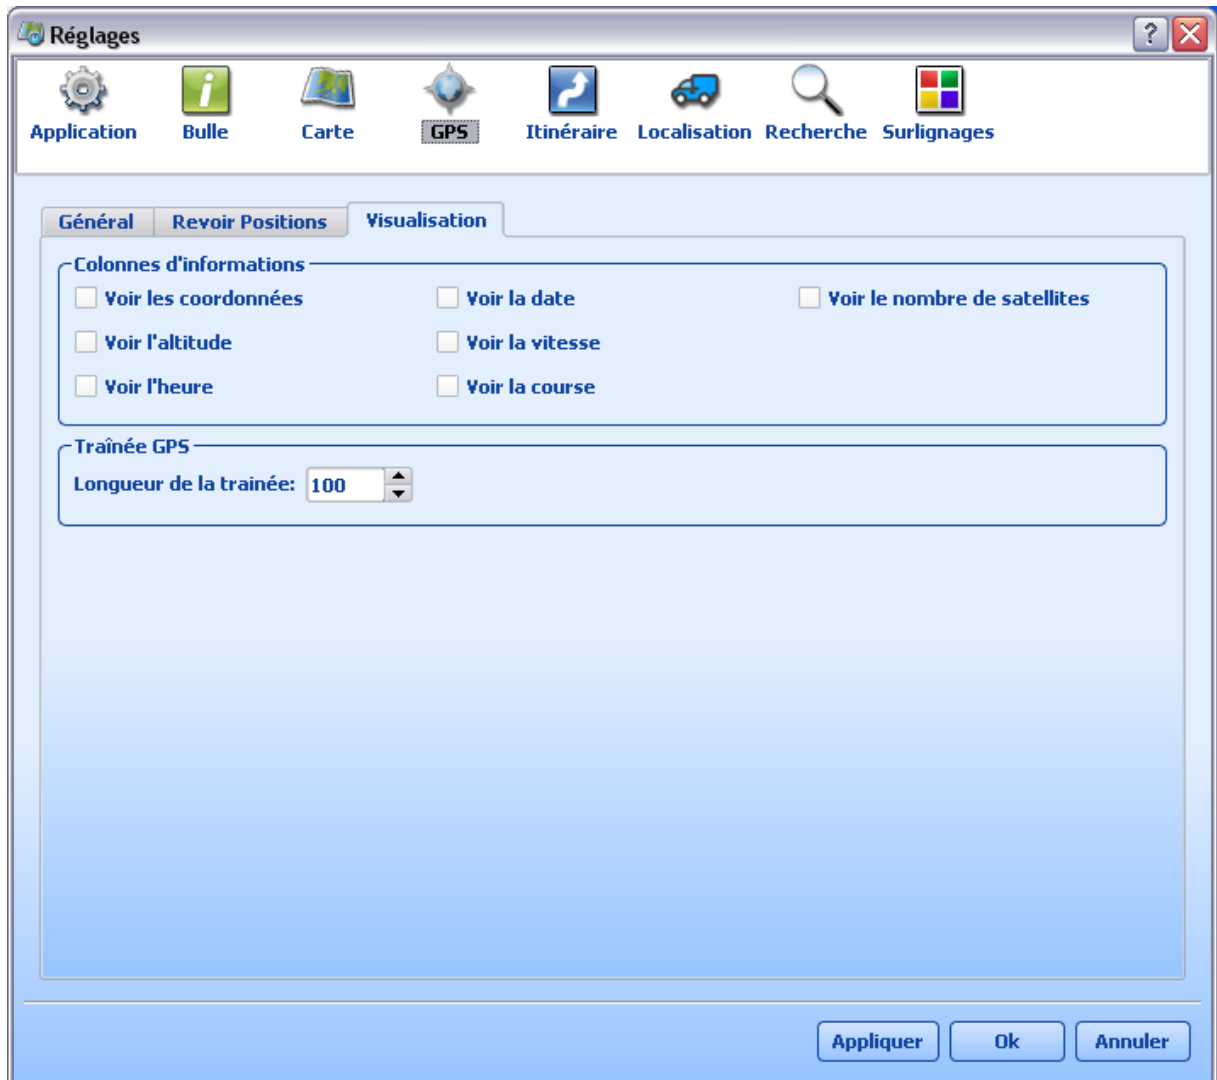 Réglages
Application Bulle Carte GPS Itinéraire Localisation Recherche Surlignages
Général Revoir Positions Visualisation
Colonnes d'informations
Voir les coordonnées Voir la date Voir le nombre de satellites
Voir l'altitude Voir la vitesse
Voir l'heure Voir la course
Traînée GPS
Longueur de la trainée: 100
Appliquer Ok Annuler